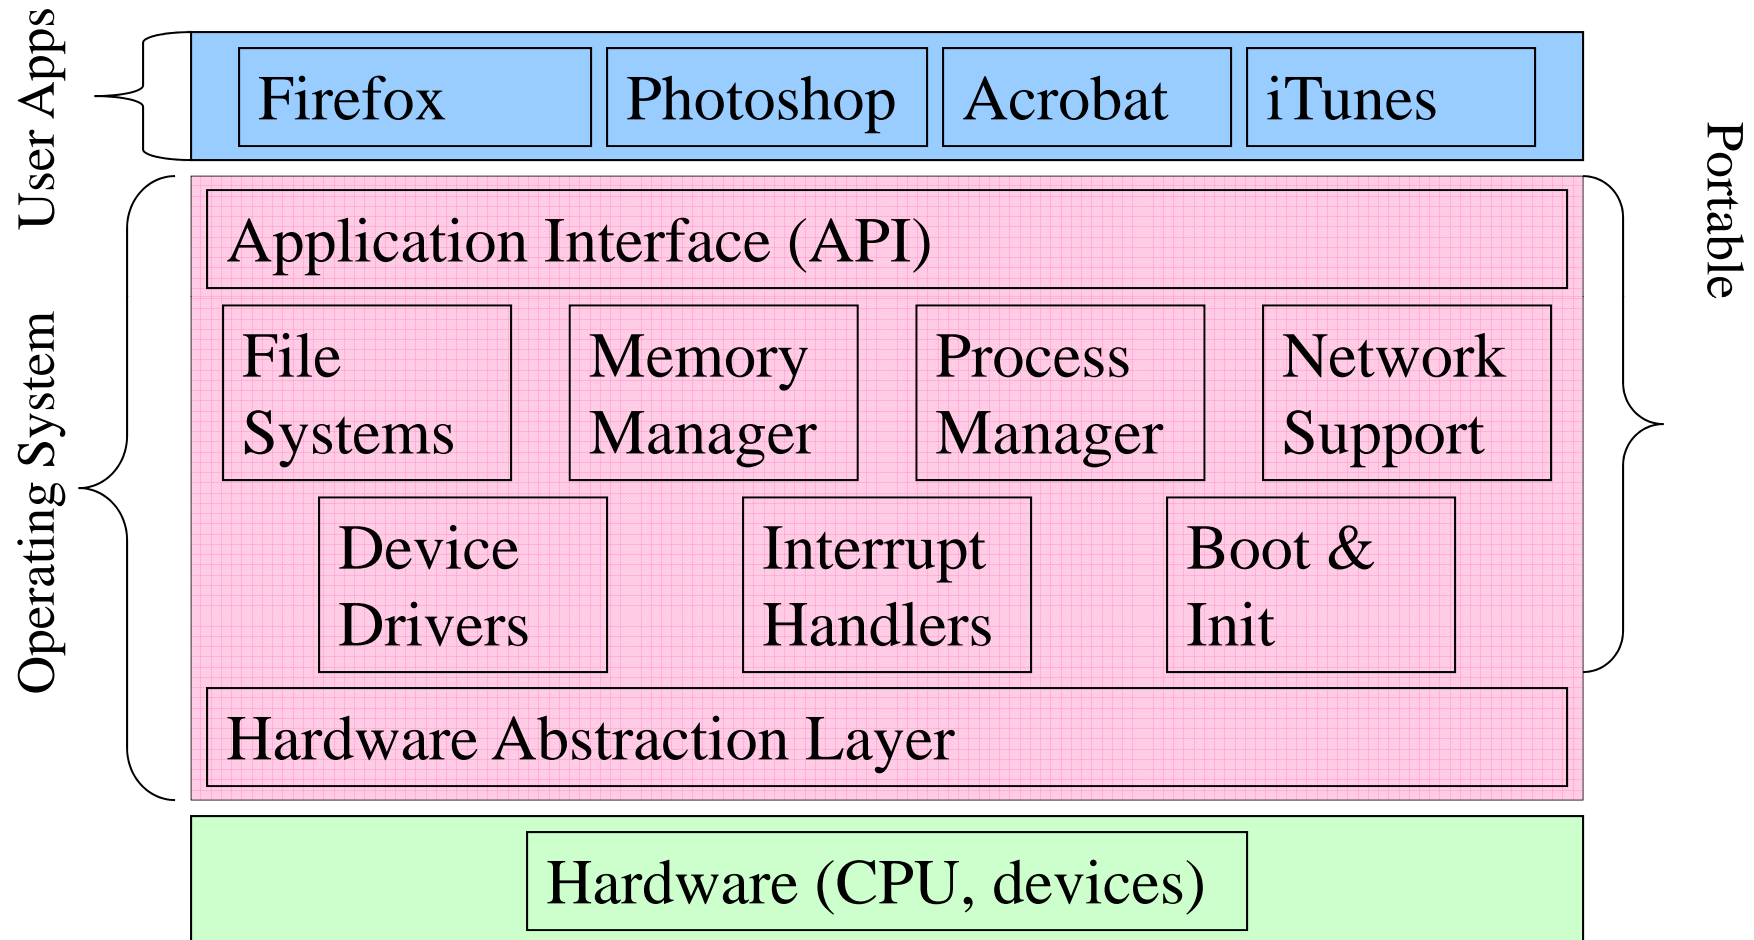 User Apps
Firefox
Photoshop
Acrobat
iTunes
Portable
Operating System
Application Interface (API)
File
Systems
Memory
Manager
Process
Manager
Network
Support
Device
Drivers
Interrupt
Handlers
Boot &
Init
Hardware Abstraction Layer
Hardware (CPU, devices)